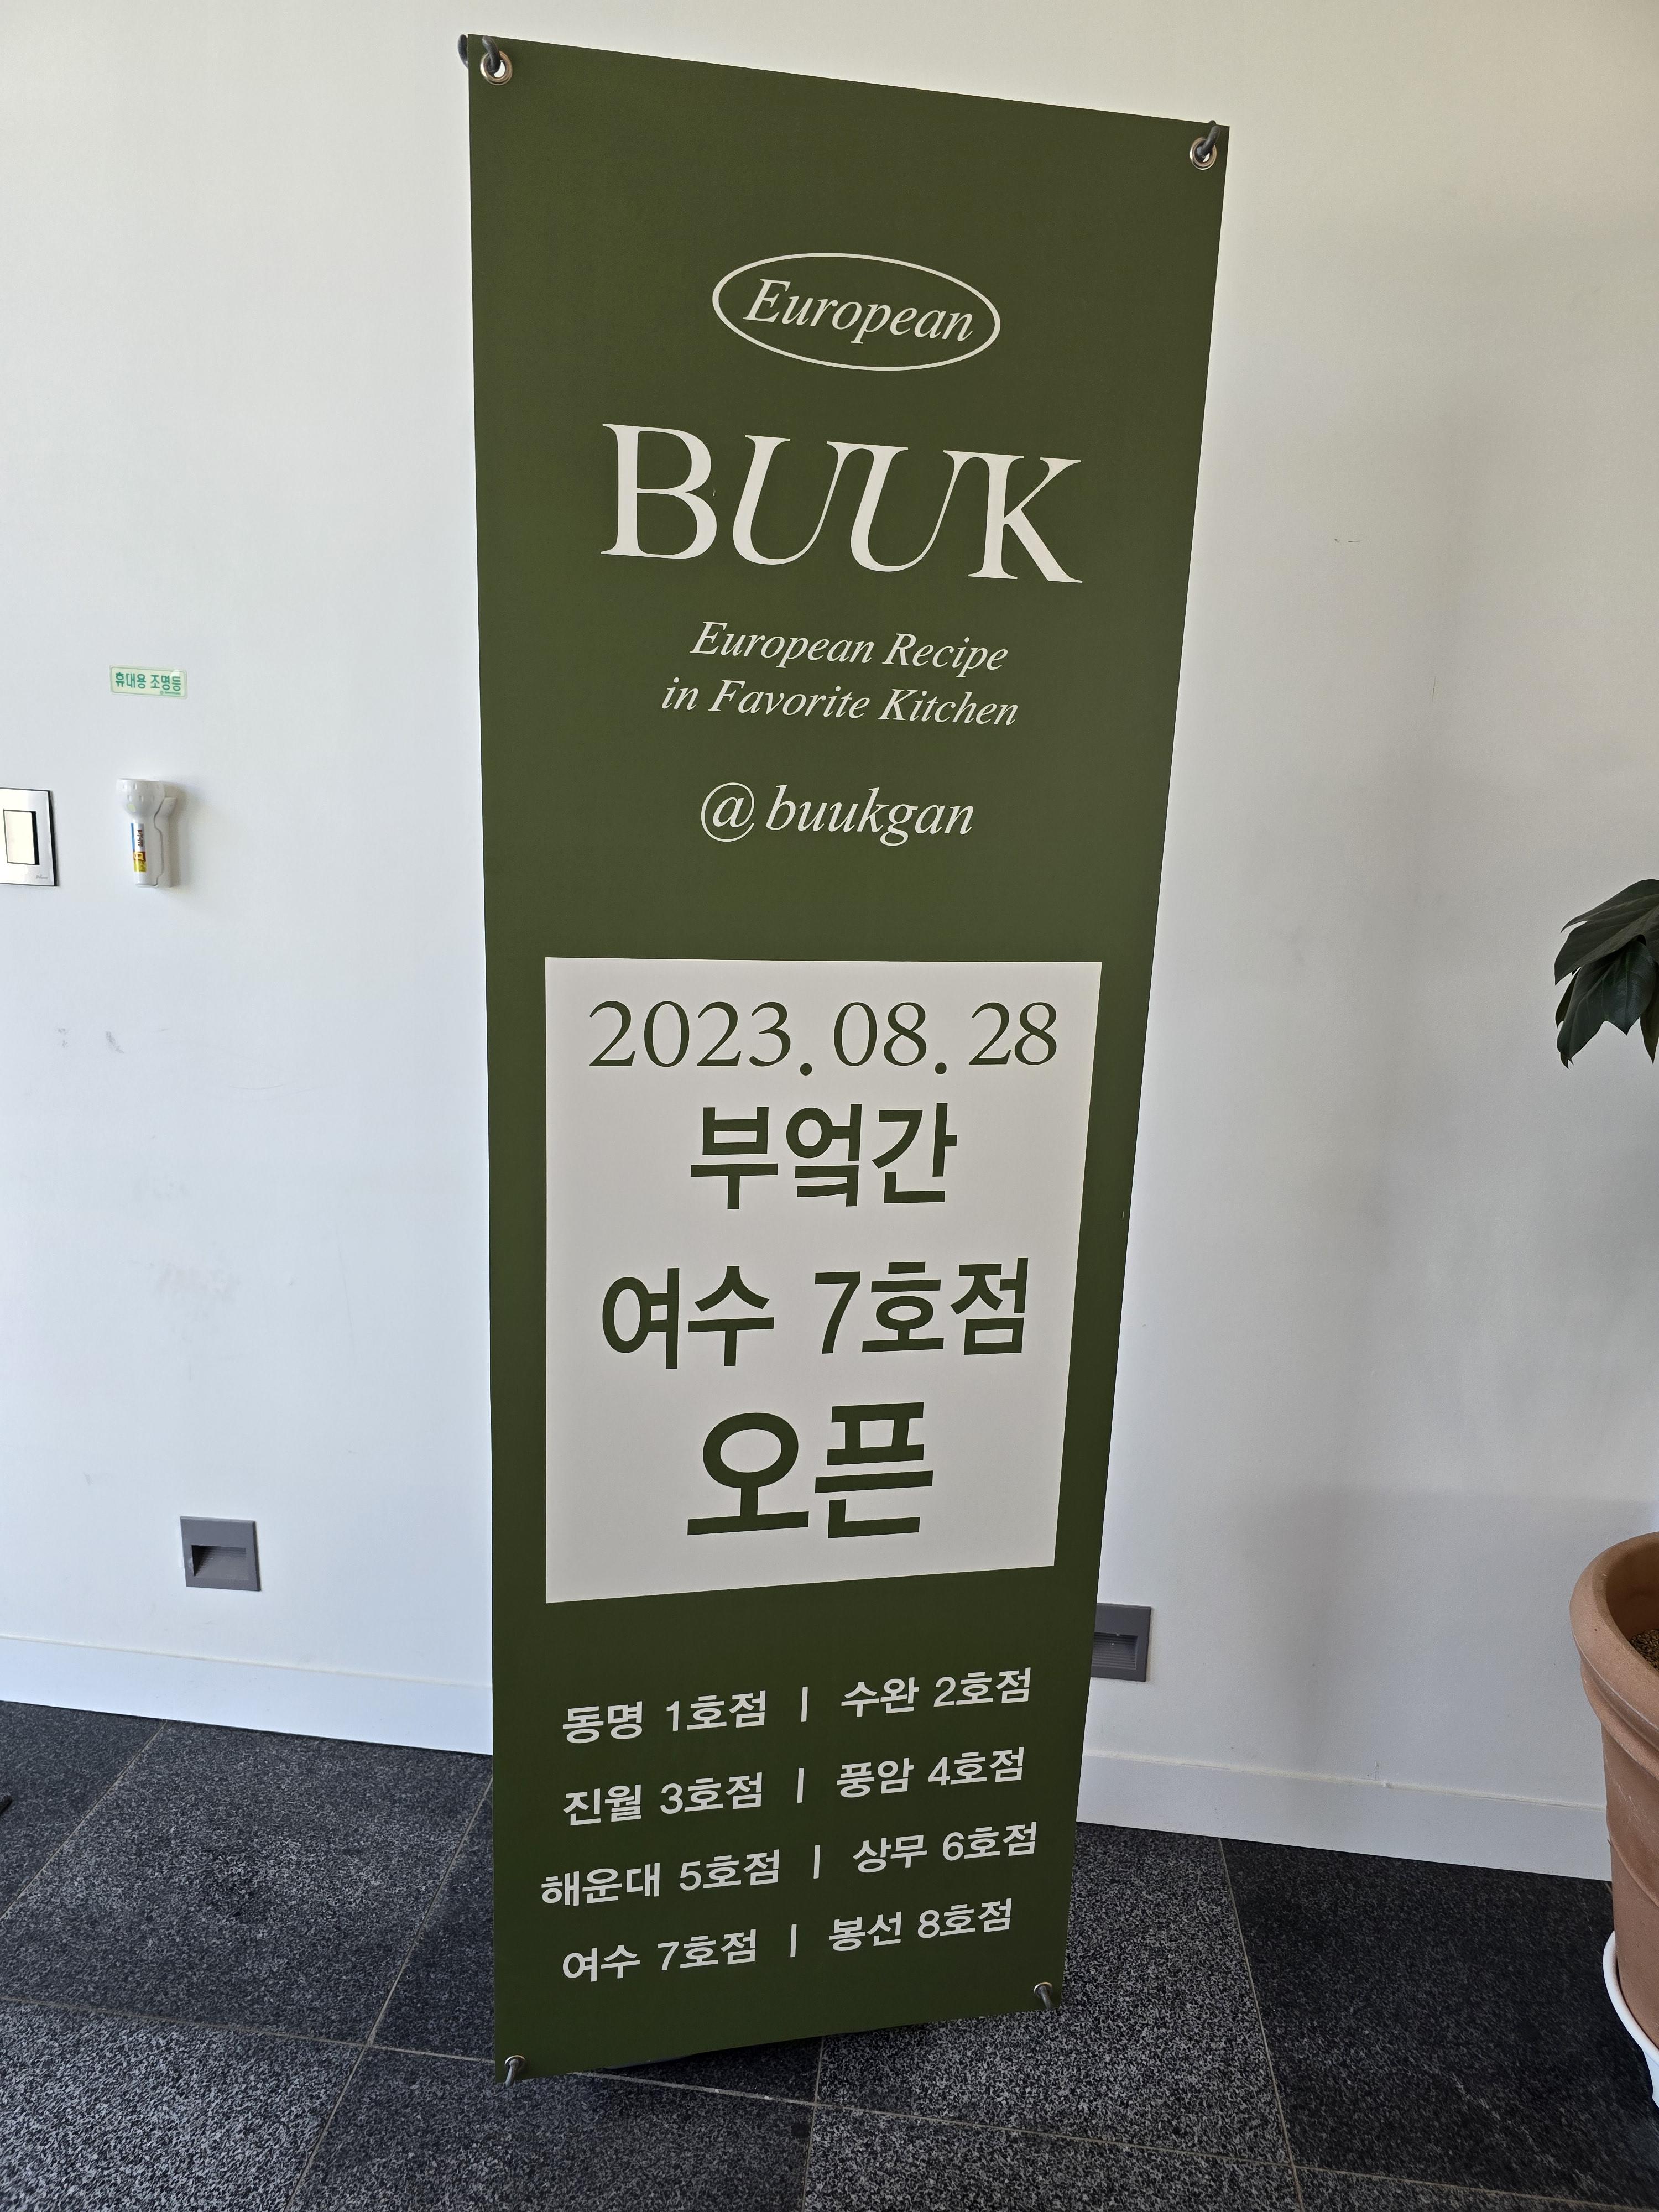 European
BUUK
European Recipe
in Favorite Kitchen
@buukgan
2023.08.28
부엌간
여수 7호점
오픈
동명 1호점 | 수완 2호점
진월 3호점 | 풍암 4호점
해운대 5호점 | 상무 6호점
여수 7호점 | 봉선 8호점
휴대용 조명등